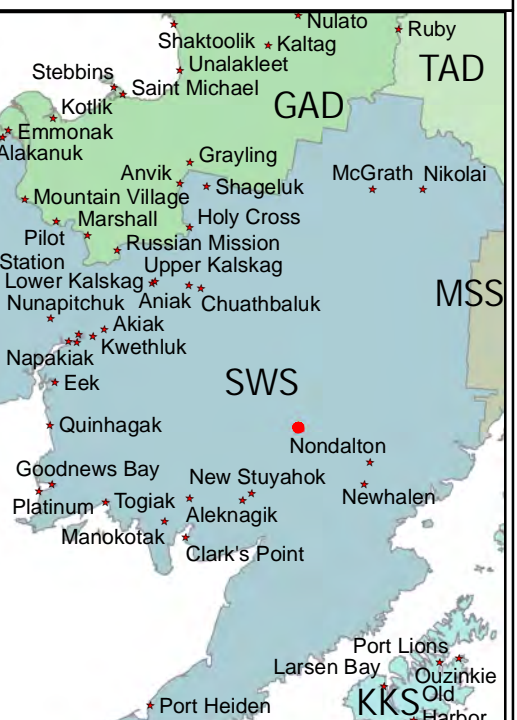 Nulato
Ruby
Shaktoolik
Kaltag
Unalakleet
TAD
Stebbins
Saint Michael
GAD
Kotlik
Emmonak
Alakanuk
Grayling
Anvik
McGrath
Nikolai
Shageluk
Mountain Village
Marshall
Holy Cross
Pilot
Station
Russian Mission
Upper Kalskag
Lower Kalskag
MSS
Nunapitchuk
Aniak
Chuathbaluk
Akiak
Napakiak
Kwethluk
Eek
SWS
Quinhagak
Nondalton
Goodnews Bay
New Stuyahok
Newhalen
Platinum
Togiak
Aleknagik
Manokotak
Clark's Point
Port Lions
Larsen Bay
Ouzinkie
KKS
Old
Harbor
Port Heiden